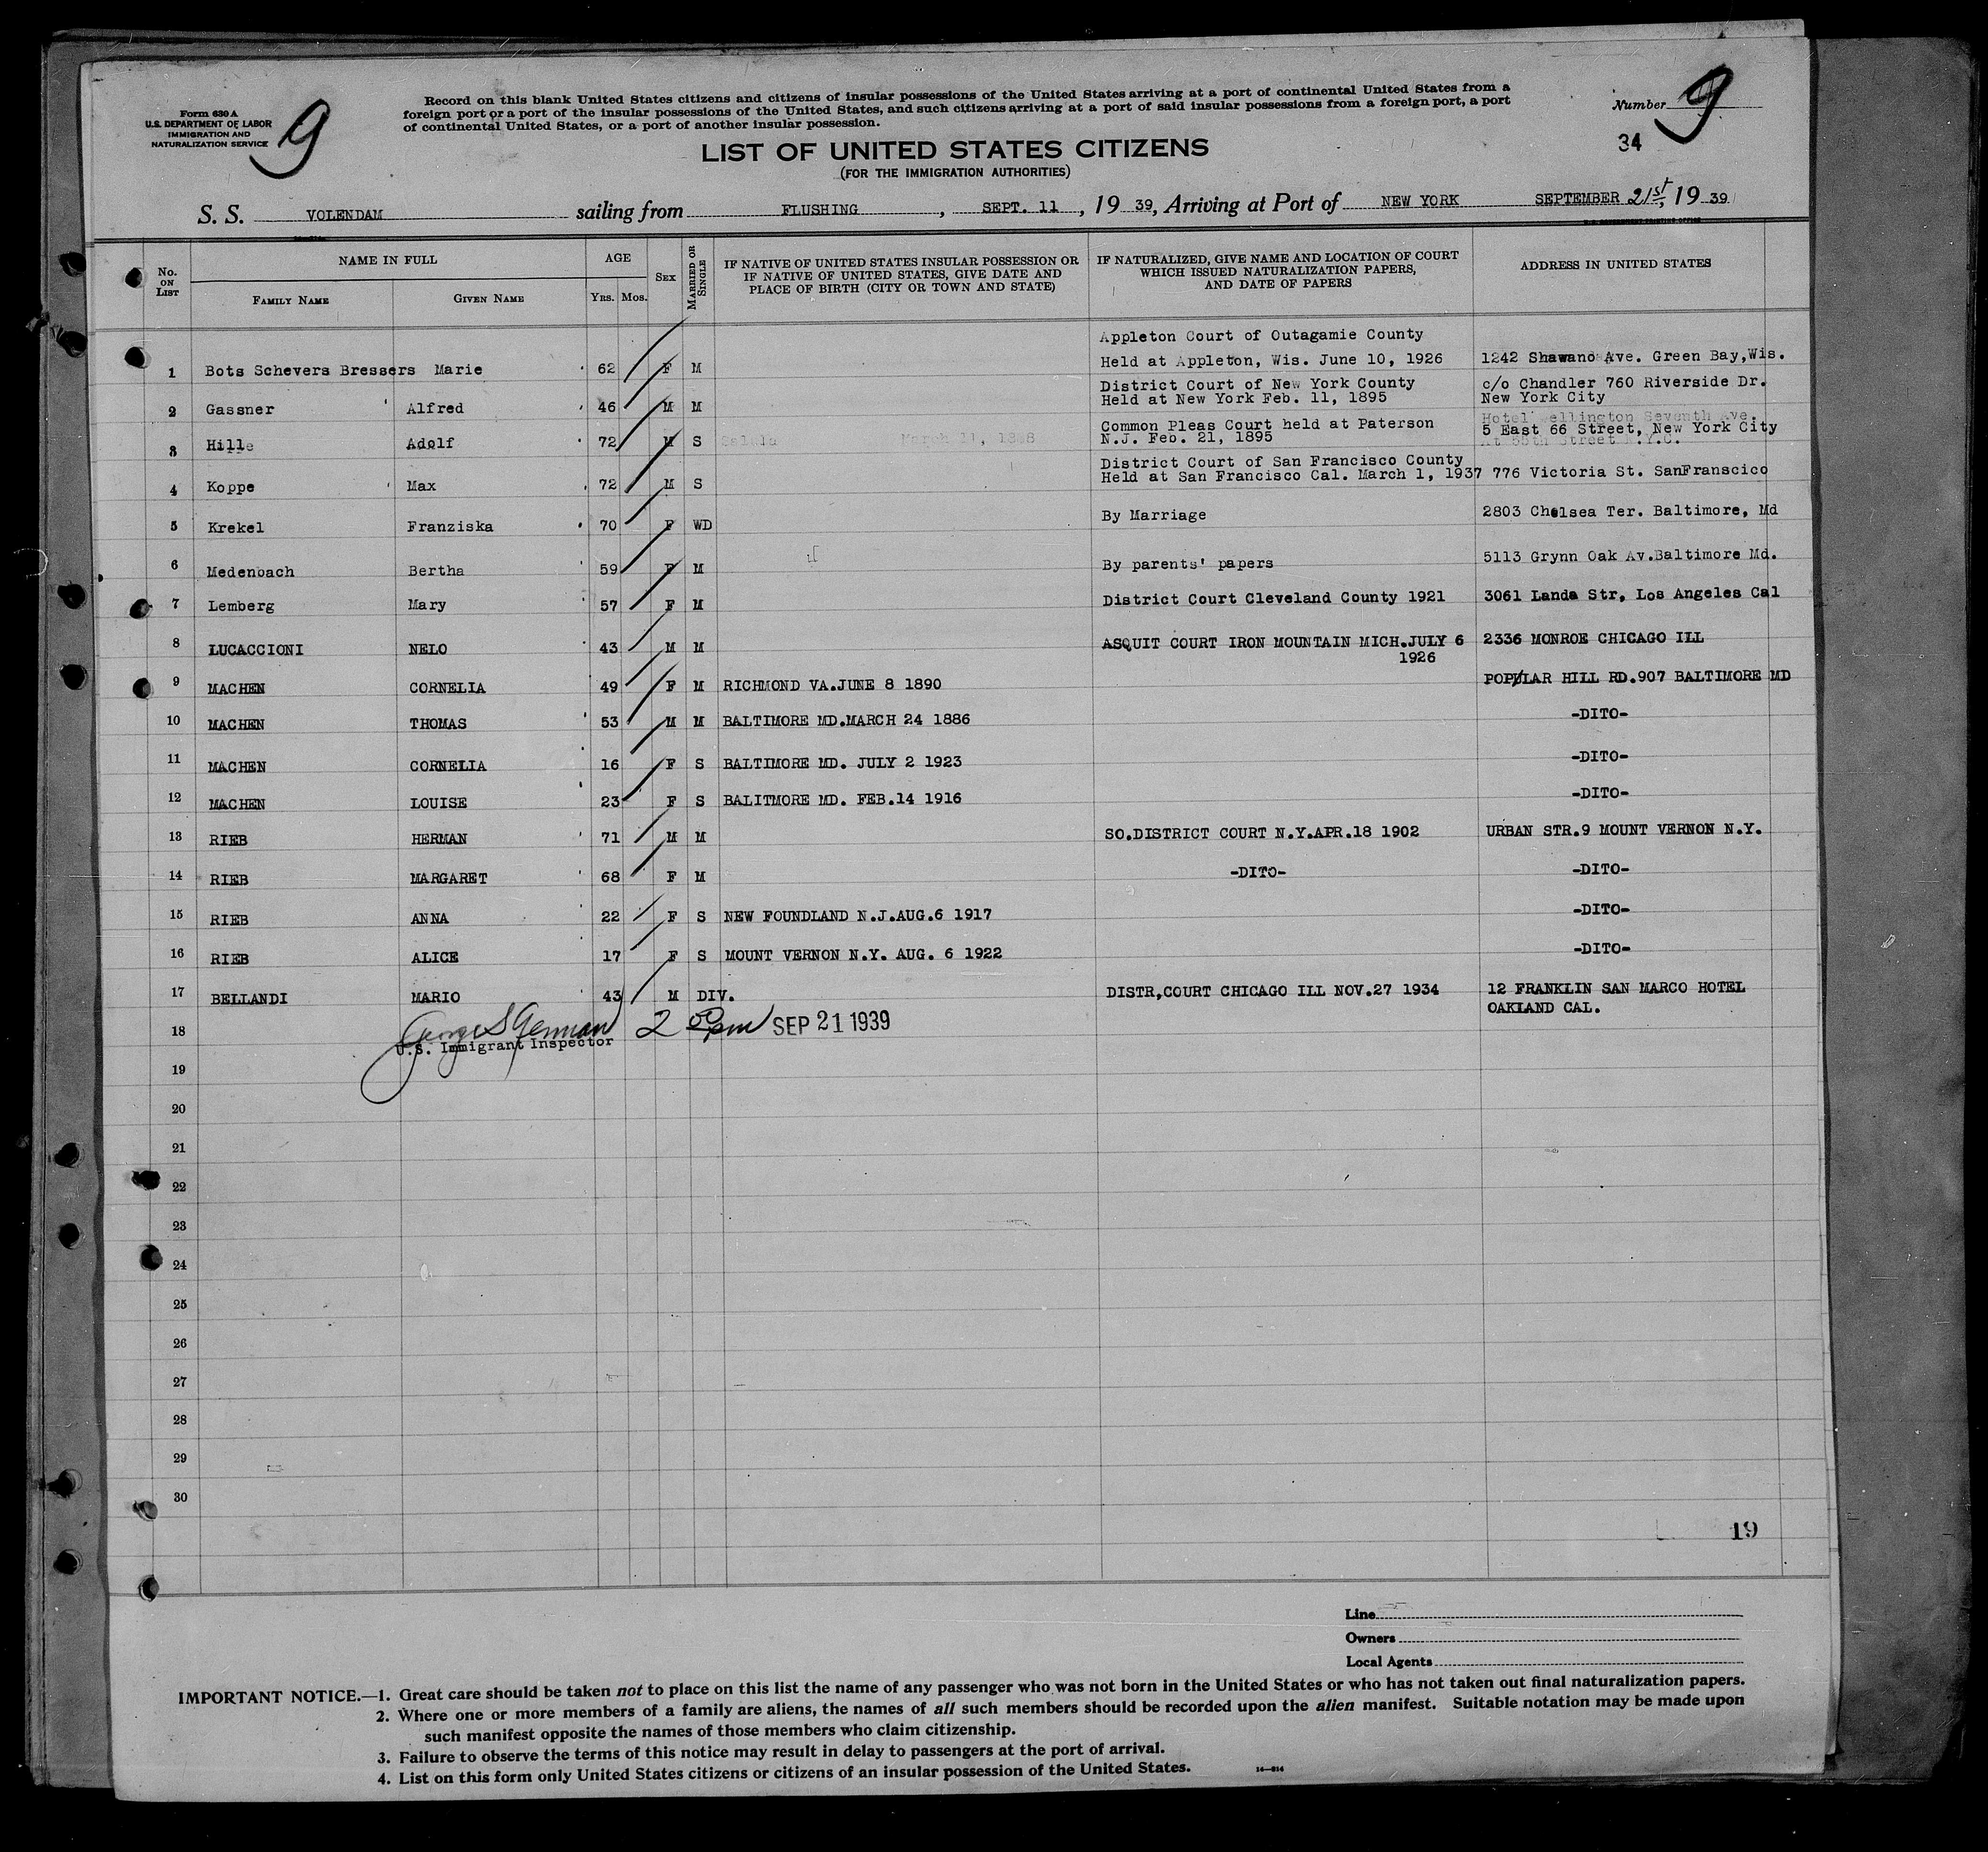 Form 630 A
U.S. DEPARTMENT OF LABOR
IMMIGRATION AND
NATURALIZATION SERVICE
9
Record on this blank United States citizens and citizens of insular possessions of the United States arriving at a port of continental United States from a
foreign port or a port of the insular possessions of the United States, and such citizens arriving at a port of said insular possessions from a foreign port, a port
of continental United States, or a port of another insular possession.
Number 9
34
LIST OF UNITED STATES CITIZENS
(FOR THE IMMIGRATION AUTHORITIES)
S. S. VOLENDAM sailing from FLUSHING, SEPT. 11, 19 39, Arriving at Port of NEW YORK SEPTEMBER 21st, 19 39
No. ON LIST
NAME IN FULL
FAMILY NAME
GIVEN NAME
AGE
YRS. MOS.
SEX
MARRIED OR SINGLE
IF NATIVE OF UNITED STATES INSULAR POSSESSION OR
IF NATIVE OF UNITED STATES, GIVE DATE AND
PLACE OF BIRTH (CITY OR TOWN AND STATE)
IF NATURALIZED, GIVE NAME AND LOCATION OF COURT
WHICH ISSUED NATURALIZATION PAPERS,
AND DATE OF PAPERS
ADDRESS IN UNITED STATES
Appleton Court of Outagamie County
1 Bots Schevers Bressers Marie 62 F M Held at Appleton, Wis. June 10, 1926 1242 Shawano Ave. Green Bay,Wis.
District Court of New York County c/o Chandler 760 Riverside Dr.
2 Gassner Alfred 46 M M Held at New York Feb. 11, 1895 New York City
Hotel Wellington Seventh Ave.
Common Pleas Court held at Paterson 5 East 66 Street, New York City
3 Hille Adolf 72 M S March 11, N.J. Feb. 21, 1895 At 55th Street N.Y.C.
District Court of San Francisco County
4 Koppe Max 72 M S Held at San Francisco Cal. March 1, 1937 776 Victoria St. SanFranscico
5 Krekel Franziska 70 F WD By Marriage 2803 Chelsea Ter. Baltimore, Md
6 Medenbach Bertha 59 F M By parents' papers 5113 Grynn Oak Av.Baltimore Md.
7 Lemberg Mary 57 F M District Court Cleveland County 1921 3061 Landa Str, Los Angeles Cal
8 LUCACCIONI NELO 43 M M ASQUIT COURT IRON MOUNTAIN MICH.JULY 6 2336 MONROE CHICAGO ILL
1926
9 MACHEN CORNELIA 49 F M RICHMOND VA.JUNE 8 1890 POPLAR HILL RD.907 BALTIMORE MD
10 MACHEN THOMAS 53 M M BALTIMORE MD.MARCH 24 1886 -DITO-
11 MACHEN CORNELIA 16 F S BALTIMORE MD. JULY 2 1923 -DITO-
12 MACHEN LOUISE 23 F S BALITMORE MD. FEB.14 1916 -DITO-
13 RIEB HERMAN 71 M M SO.DISTRICT COURT N.Y.APR.18 1902 URBAN STR.9 MOUNT VERNON N.Y.
14 RIEB MARGARET 68 F M -DITO- -DITO-
15 RIEB ANNA 22 F S NEW FOUNDLAND N.J.AUG.6 1917 -DITO-
16 RIEB ALICE 17 F S MOUNT VERNON N.Y. AUG. 6 1922 -DITO-
17 BELLANDI MARIO 43 M DIV. DISTR,COURT CHICAGO ILL NOV.27 1934 12 FRANKLIN SAN MARCO HOTEL
OAKLAND CAL.
18 George S German 2 50 pm SEP 21 1939
U.S. Immigrant Inspector
19
20
21
22
23
24
25
26
27
28
29
30
19
Line
Owners
Local Agents
IMPORTANT NOTICE.—1. Great care should be taken not to place on this list the name of any passenger who was not born in the United States or who has not taken out final naturalization papers.
2. Where one or more members of a family are aliens, the names of all such members should be recorded upon the alien manifest. Suitable notation may be made upon
such manifest opposite the names of those members who claim citizenship.
3. Failure to observe the terms of this notice may result in delay to passengers at the port of arrival.
4. List on this form only United States citizens or citizens of an insular possession of the United States.
14—814